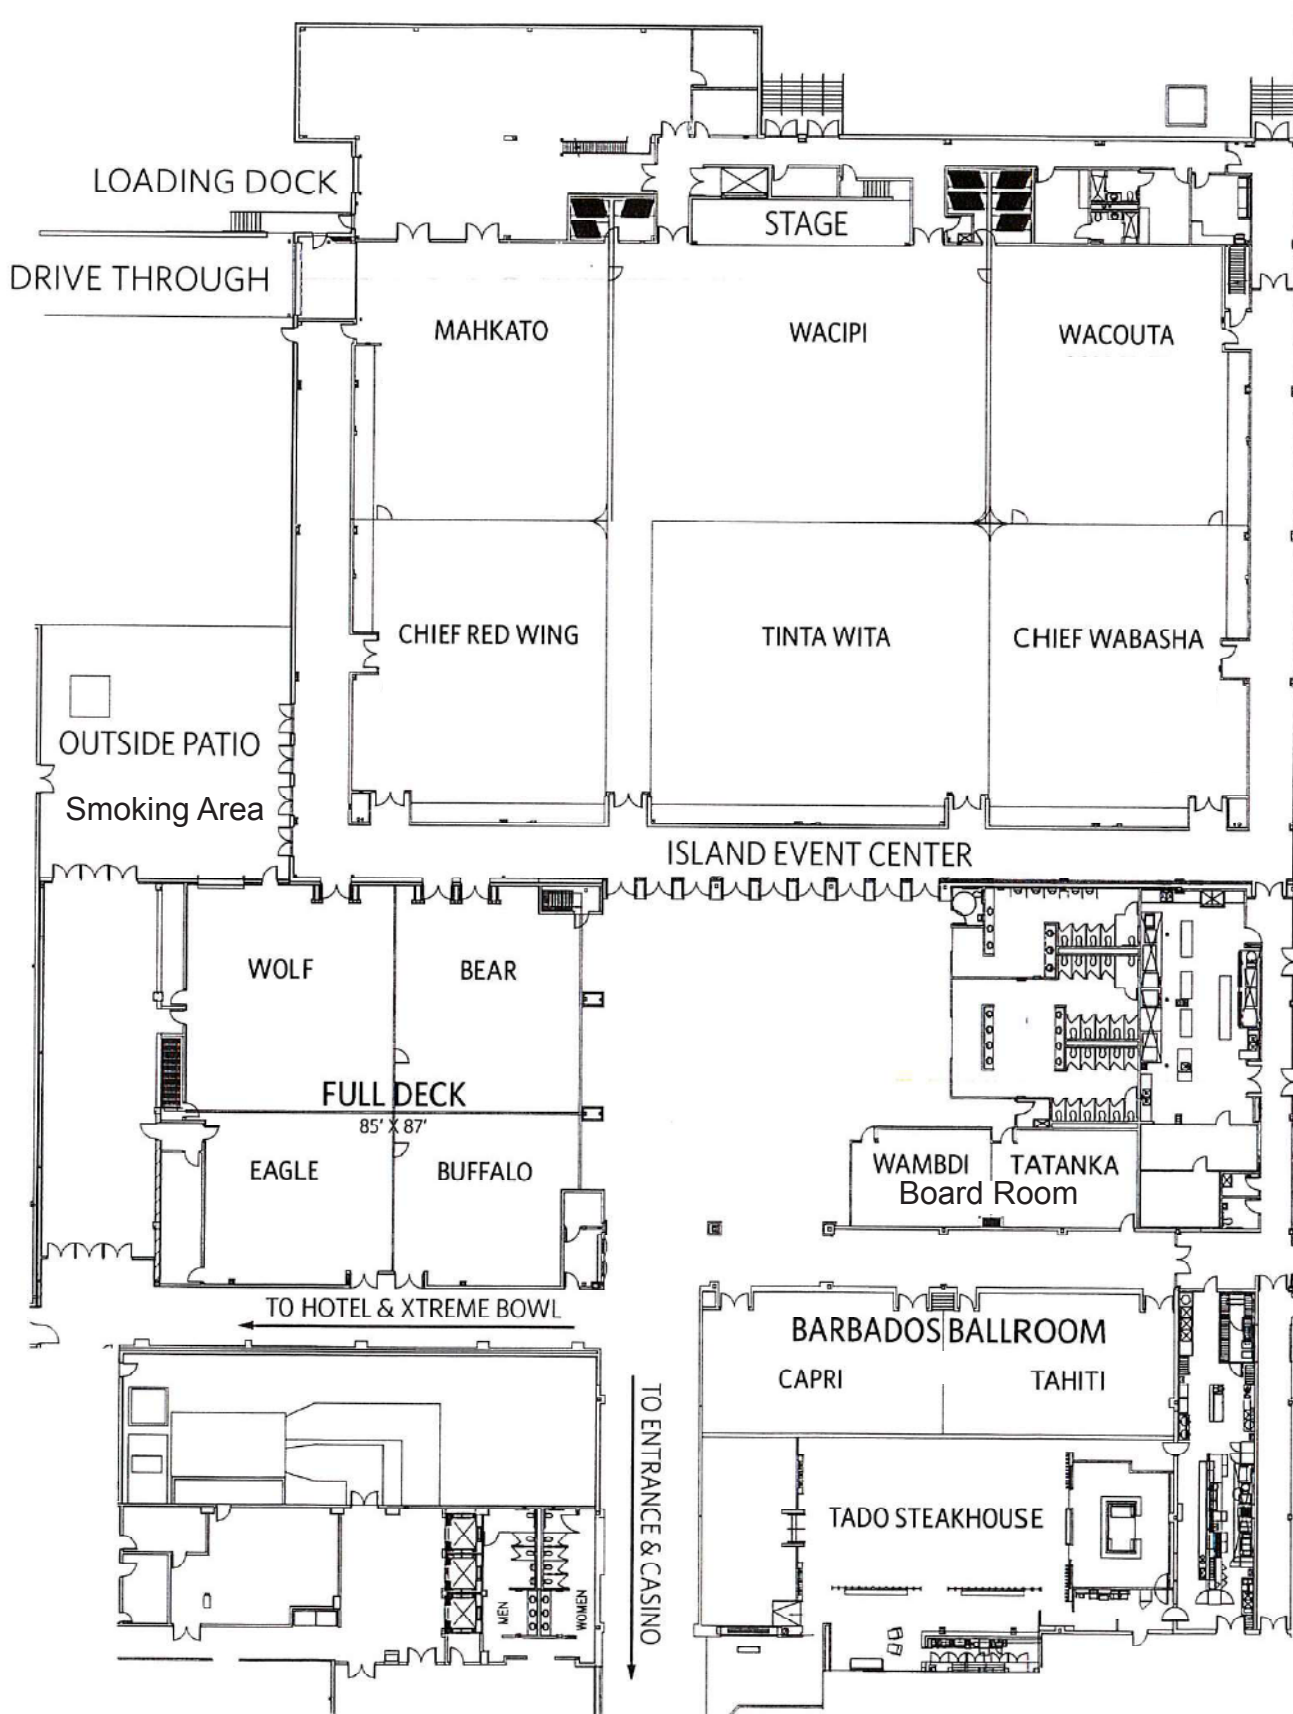 LOADING DOCK
STAGE
DRIVE THROUGH
MAHKATO
WACIPI
WACOUTA
CHIEF RED WING
TINTA WITA
CHIEF WABASHA
OUTSIDE PATIO
Smoking Area
ISLAND EVENT CENTER
WOLF
BEAR
FULL DECK
85' X 87'
EAGLE
BUFFALO
WAMBDI
TATANKA
Board Room
TO HOTEL & XTREME BOWL
BARBADOS BALLROOM
CAPRI
TAHITI
TO ENTRANCE & CASINO
TADO STEAKHOUSE
MEN
WOMEN